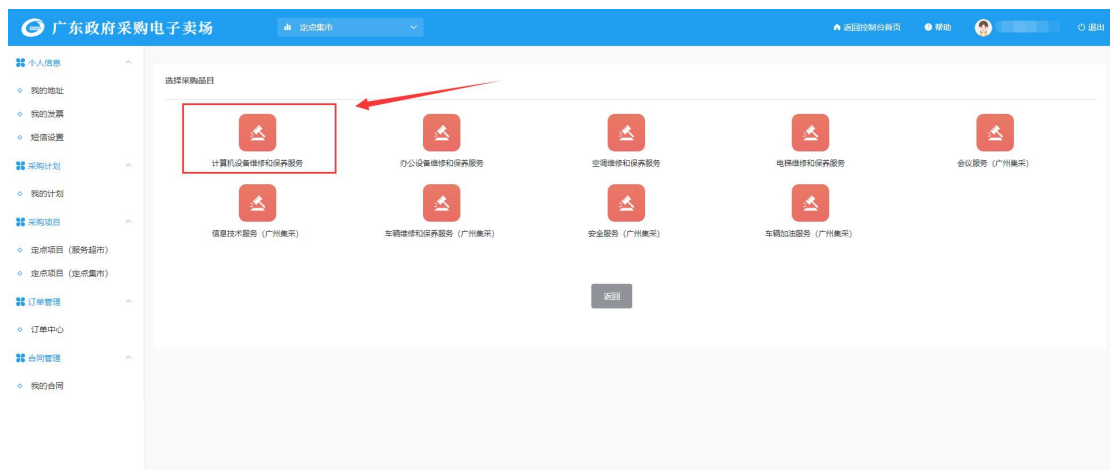 广东政府采购电子卖场
定点集市
返回控制台首页
帮助
退出
个人信息
我的地址
我的发票
短信设置
采购计划
我的计划
采购项目
定点项目（服务超市）
定点项目（定点集市）
订单管理
订单中心
合同管理
我的合同
选择采购品目
计算机设备维修和保养服务
办公设备维修和保养服务
空调维修和保养服务
电梯维修和保养服务
会议服务（广州集采）
信息技术服务（广州集采）
车辆维修和保养服务（广州集采）
安全服务（广州集采）
车辆加油服务（广州集采）
返回